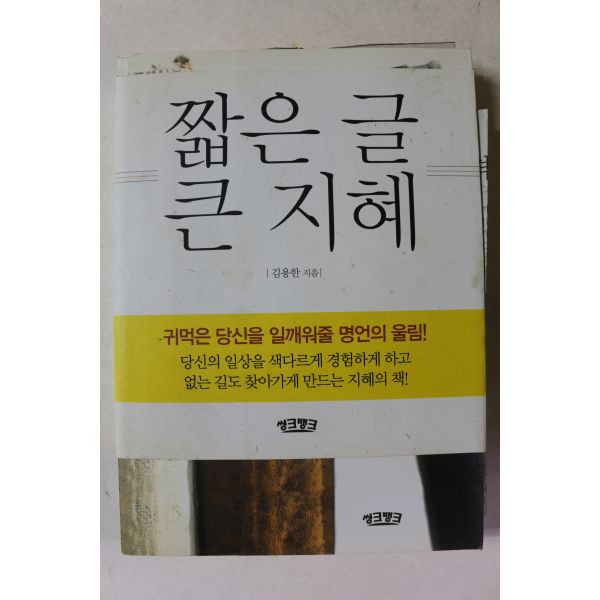 짧은 글
큰 지혜
| 김용한 지음 |
-귀먹은 당신을 일깨워줄 명언의 울림!
당신의 일상을 색다르게 경험하게 하고
없는 길도 찾아가게 만드는 지혜의 책!
씽크뱅크
씽크뱅크